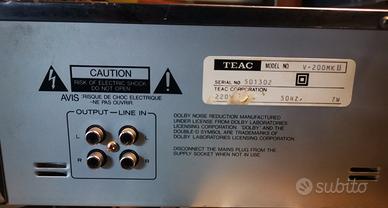 CAUTION
RISK OF ELECTRIC SHOCK
DO NOT OPEN
AVIS RISQUE DE CHOC ELECTRIQUE
-NE PAS OUVRIR
TEAC MODEL NO V-200MKII
SERIAL NO 501302
TEAC CORPORATION
220V 50Hz, 7W
OUTPUT LINE IN
L L
R R
DOLBY NOISE REDUCTION MANUFACTURED
UNDER LICENSE FROM DOLBY LABORATORIES
LICENSING CORPORATION. "DOLBY" AND THE
DOUBLE-D SYMBOL ARE TRADEMARKS OF
DOLBY LABORATORIES LICENSING CORPORATION.
DISCONNECT THE MAINS PLUG FROM THE
SUPPLY SOCKET WHEN NOT IN USE.
subito